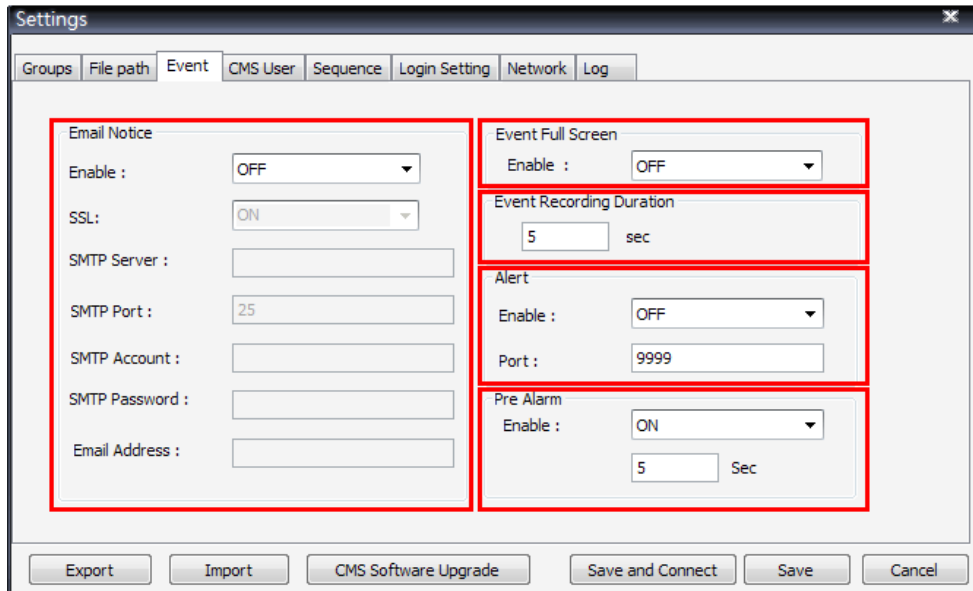 Settings
Groups File path Event CMS User Sequence Login Setting Network Log
Email Notice
Enable : OFF
SSL: ON
SMTP Server :
SMTP Port : 25
SMTP Account :
SMTP Password :
Email Address :
Event Full Screen
Enable : OFF
Event Recording Duration
5 sec
Alert
Enable : OFF
Port : 9999
Pre Alarm
Enable : ON
5 Sec
Export Import CMS Software Upgrade Save and Connect Save Cancel